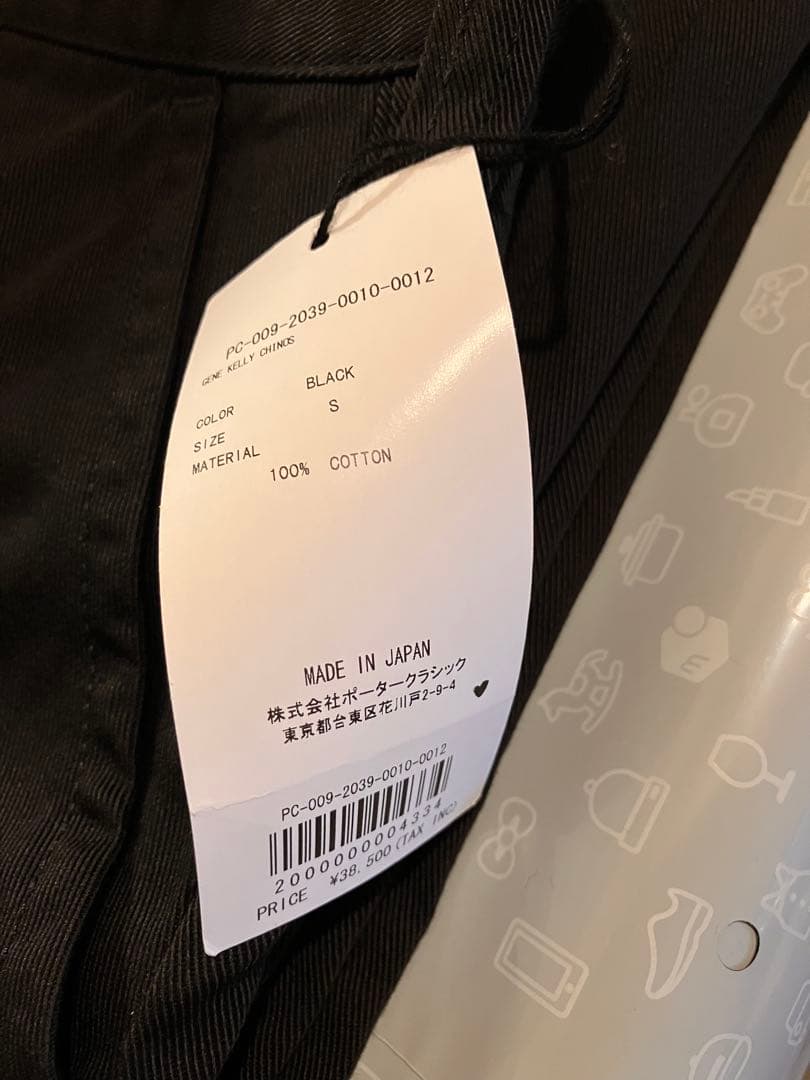 PC-009-2039-0010-0012
GENE KELLY CHINOS
COLOR BLACK
SIZE S
MATERIAL
100% COTTON
MADE IN JAPAN
株式会社ポータークラシック
東京都台東区花川戸2-9-4
PC-009-2039-0010-0012
2000000004334
PRICE ¥38,500(TAX INC)